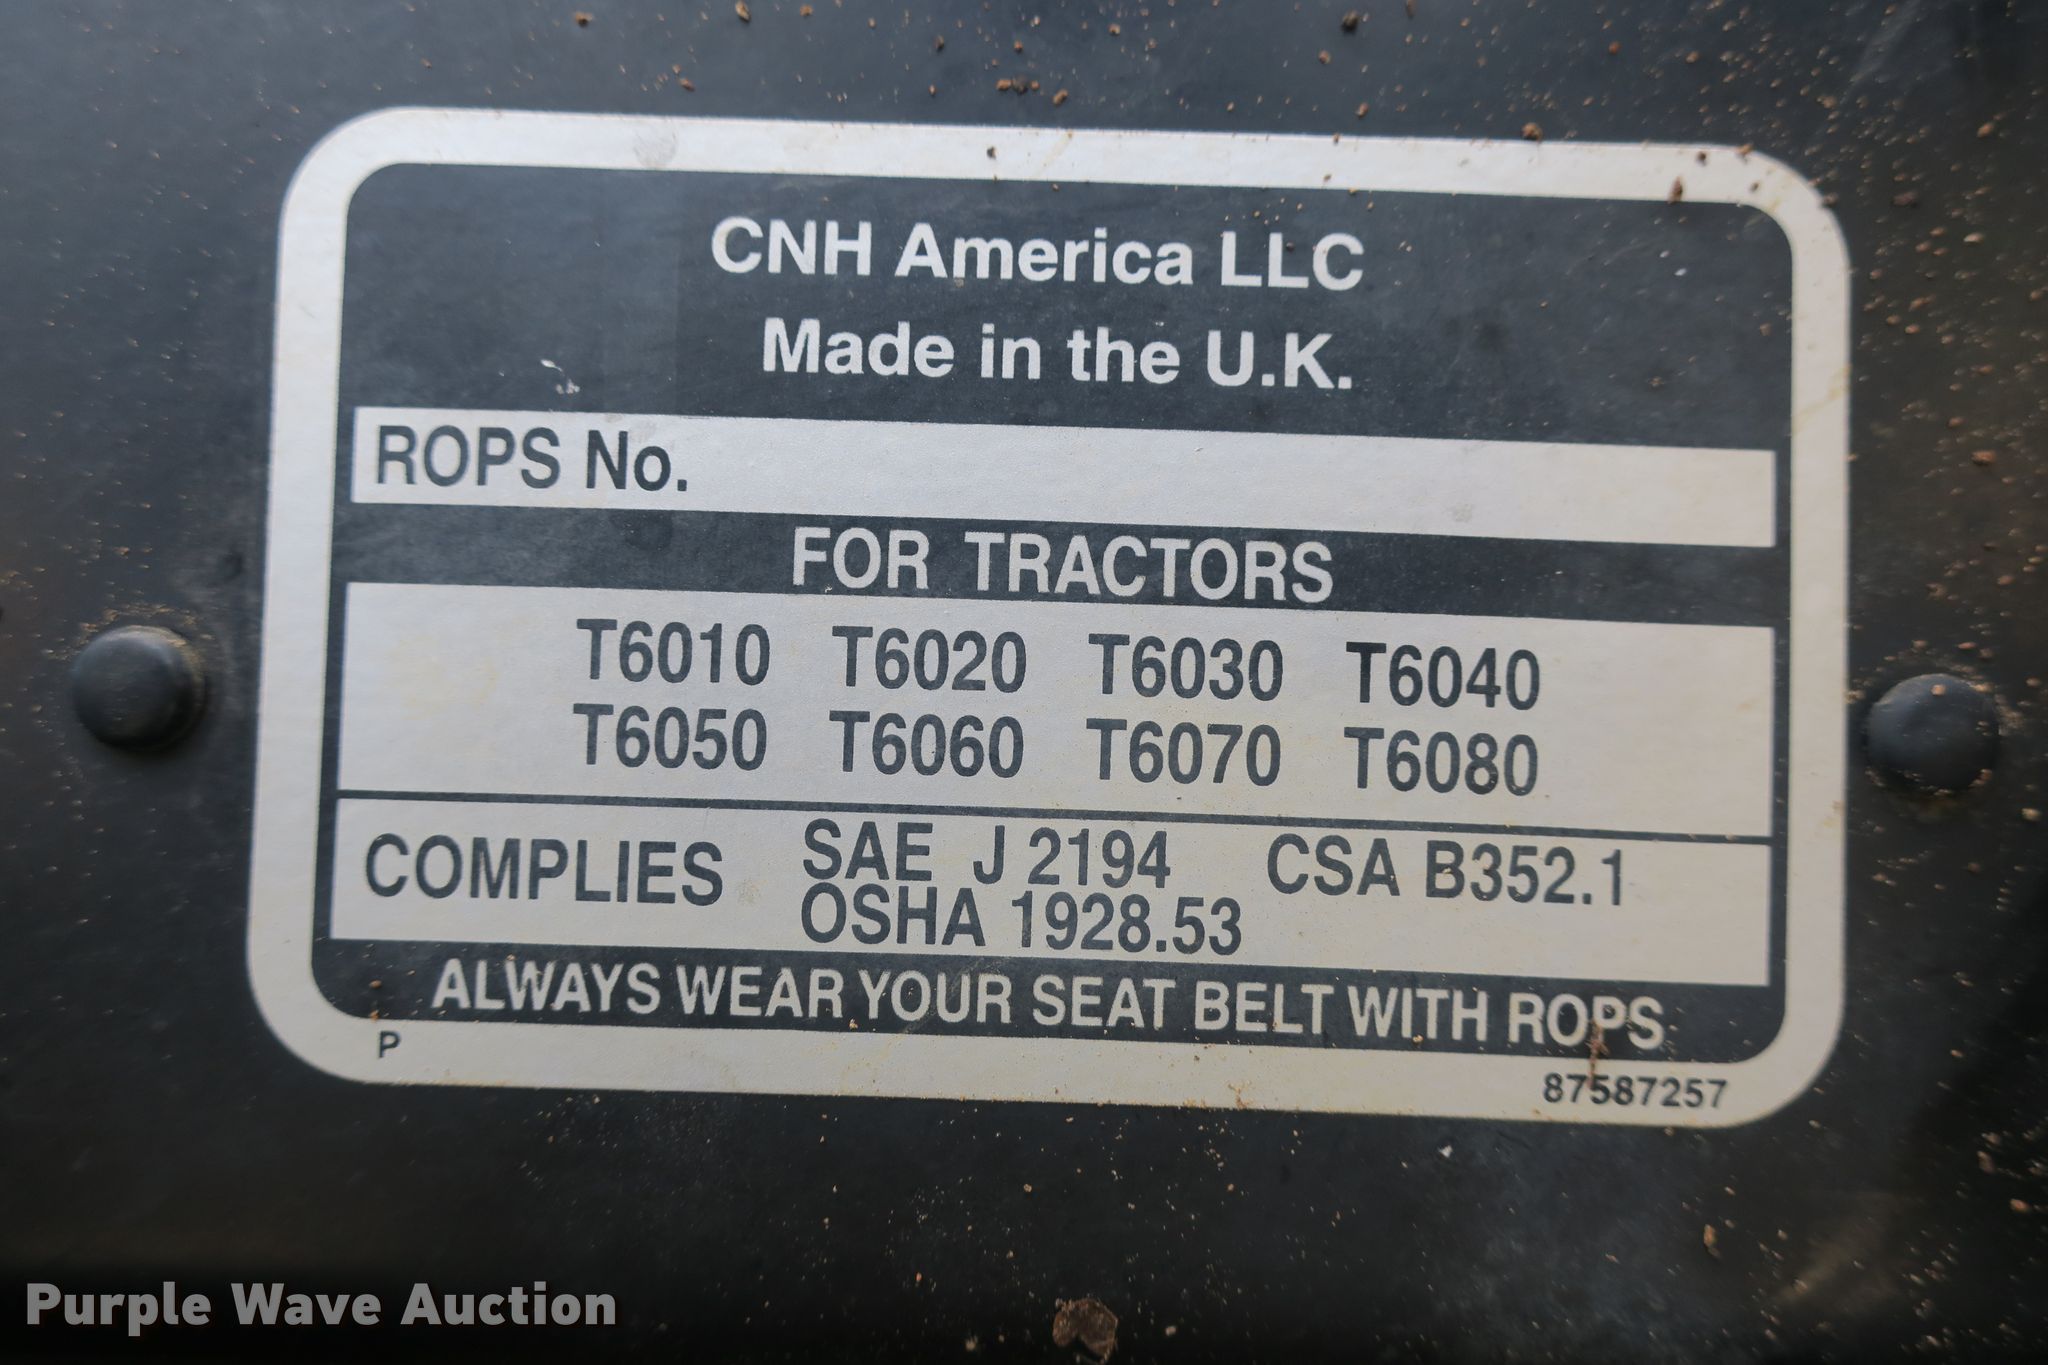 CNH America LLC
Made in the U.K.
ROPS No.
FOR TRACTORS
T6010 T6020 T6030 T6040
T6050 T6060 T6070 T6080
COMPLIES SAE J 2194 CSA B352.1
OSHA 1928.53
ALWAYS WEAR YOUR SEAT BELT WITH ROPS
P
87587257
Purple Wave Auction